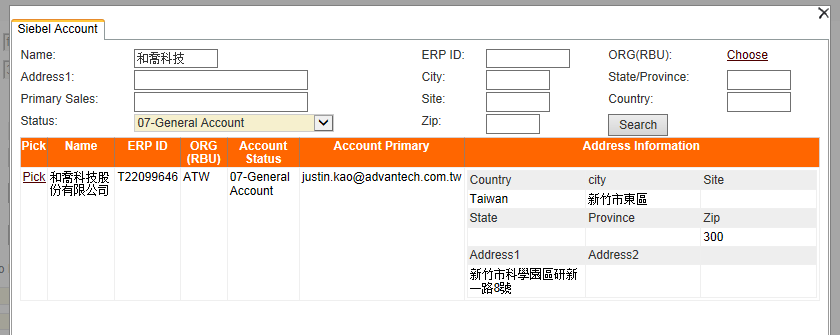 Siebel Account
Name: 和喬科技 ERP ID: ORG(RBU): Choose
Address1: City: State/Province:
Primary Sales: Site: Country:
Status: 07-General Account Zip: Search
Pick Name ERP ID ORG (RBU) Account Status Account Primary Address Information
Pick 和喬科技股份有限公司 T22099646 ATW 07-General Account justin.kao@advantech.com.tw
Country city Site
Taiwan 新竹市東區
State Province Zip
300
Address1 Address2
新竹市科學園區研新
一路8號